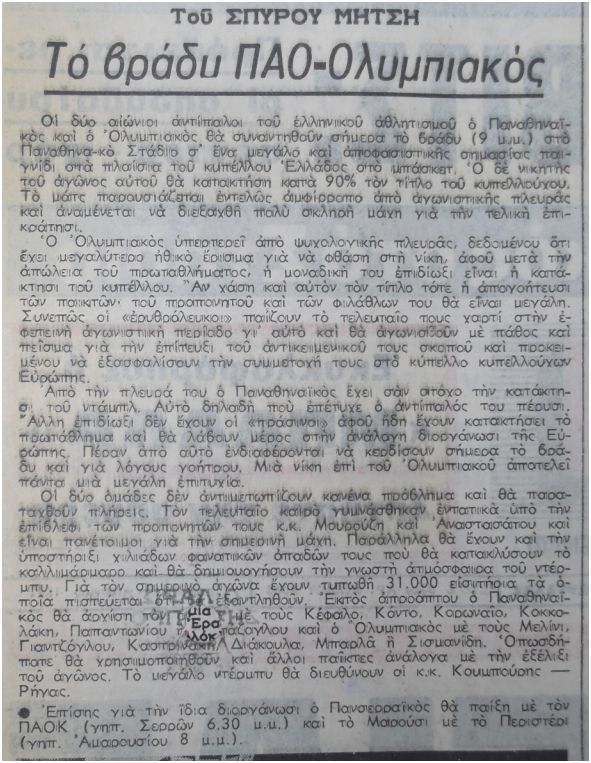 Τοῦ ΣΠΥΡΟΥ ΜΗΤΣΗ
Τό βράδυ ΠΑΟ-Ολυμπιακός
Οἱ δύο αἰώνιοι ἀντίπαλοι τοῦ ἑλληνικοῦ ἀθλητισμοῦ ὁ Παναθηναϊ-
κὸς καὶ ὁ Ὀλυμπιακὸς θὰ συναντηθοῦν σήμερα τὸ βράδυ (9 μ.μ.) στὸ
Παναθηνα·κὸ Στάδιο σ' ἕνα μεγάλο καὶ ἀποφασιστικῆς σημασίας παι-
γνίδι στὰ πλαίσια τοῦ κυπέλλου Ἑλλάδος στὸ μπάσκετ. Ὁ δὲ νικητὴς
τοῦ ἀγῶνος αὐτοῦ θὰ κατακτήση κατὰ 90% τὸν τίτλο τοῦ κυπελλούχου.
Τὸ μὰτς παρουσιάζεται ἐντελῶς ἀμφίρροπο ἀπὸ ἀγωνιστικῆς πλευρᾶς
καὶ ἀναμένεται νὰ διεξαχθῆ πολὺ σκληρὴ μάχη γιὰ τὴν τελικὴ ἐπι-
κράτησι.
Ὁ Ὀλυμπιακὸς ὑπερτερεῖ ἀπὸ ψυχολογικῆς πλευρᾶς, δεδομένου ὅτι
ἔχει μεγαλύτερο ἠθικὸ ἔρεισμα γιὰ νὰ φθάση στὴ νίκη, ἀφοῦ μετὰ τὴν
ἀπώλεια τοῦ πρωταθλήματος, ἡ μοναδική του ἐπιδίωξι εἶναι ἡ κατά-
κτησι τοῦ κυπέλλου. Ἂν χάση καὶ αὐτὸν τὸν τίτλο τότε ἡ ἀπογοήτευσι
τῶν παικτῶν· τοῦ προπονητοῦ καὶ τῶν φιλάθλων του θὰ εἶναι μεγάλη.
Συνεπῶς οἱ «ἐρυθρόλευκοι» παίζουν τὸ τελευταῖο τους χαρτὶ στὴν ἐ-
φετεινὴ ἀγωνιστικὴ περίοδο γι' αὐτὸ καὶ θὰ ἀγωνισθοῦν μὲ πάθος καὶ
πεῖσμα γιὰ τὴν ἐπίτευξι τοῦ ἀντικειμενικοῦ τους σκοποῦ καὶ προκει-
μένου νὰ ἐξασφαλίσουν τὴν συμμετοχή τους στὸ κύπελλο κυπελλούχων
Εὐρώπης.
Ἀπὸ τὴν πλευρά του ὁ Παναθηναϊκὸς ἔχει σὰν στόχο τὴν κατάκτη-
σι τοῦ ντάμπλ. Αὐτὸ δηλαδὴ ποὺ ἐπέτυχε ὁ ἀντίπαλός του πέρυσι.
Ἄλλη ἐπιδίωξι δὲν ἔχουν οἱ «πράσινοι» ἀφοῦ ἤδη ἔχουν κατακτήσει τὸ
πρωτάθλημα καὶ θὰ λάβουν μέρος στὴν ἀνάλογη διοργάνωσι τῆς Εὐ-
ρώπης. Πέραν ἀπὸ αὐτὸ ἐνδιαφέρονται νὰ κερδίσουν σήμερα τὸ βρά-
δυ καὶ γιὰ λόγους γοήτρου. Μιὰ νίκη ἐπὶ τοῦ Ὀλυμπιακοῦ ἀποτελεῖ
πάντα μιὰ μεγάλη ἐπιτυχία.
Οἱ δύο ὁμάδες δὲν ἀντιμετωπίζουν κανένα πρόβλημα καὶ θὰ παρα-
ταχθοῦν πλήρεις. Τὸν τελευταῖο καιρὸ γυμνάσθηκαν ἐντατικὰ ὑπὸ τὴν
ἐπίβλεψι τῶν προπονητῶν τους κ.κ. Μουρούζη καὶ Ἀναστασάτου καὶ
εἶναι πανέτοιμοι γιὰ τὴν σημερινὴ μάχη. Παράλληλα θὰ ἔχουν καὶ τὴν
ὑποστήριξι χιλιάδων φανατικῶν ὀπαδῶν τους ποὺ θὰ κατακλύσουν τὸ
καλλιμάρμαρο καὶ θὰ δημιουργήσουν τὴν γνωστὴ ἀτμόσφαιρα τοῦ ντέρ-
μπυ. Γιὰ τὸν σημερινὸ ἀγώνα ἔχουν τυπωθῆ 31.000 εἰσιτήρια τὰ ὁ-
ποῖα πιστεύεται ὅτι ἐξαντληθοῦν. Ἐκτὸς ἀπροόπτου ὁ Παναθηναϊ-
κὸς θὰ ἀρχίση μὲ τοὺς Κέφαλο, Κόντο, Κορωναῖο, Κοκκο-
λάκη, Παπαντωνίου καὶ ὁ Ὀλυμπιακὸς μὲ τοὺς Μελίνι,
Γιαντζόγλου, Καστρινάκη, Διάκουλα, Μπαρλᾶ ἢ Σισμανίδη. Ὁπωσδή-
ποτε θὰ χρησιμοποιηθοῦν καὶ ἄλλοι παῖκτες ἀνάλογα μὲ τὴν ἐξέλιξι
τοῦ ἀγῶνος. Τὸ μεγάλο ντέρμπυ θὰ διευθύνουν οἱ κ.κ. Κουμπούρης —
Ρήγας.
● Ἐπίσης γιὰ τὴν ἴδια διοργάνωσι ὁ Πανσερραϊκὸς θὰ παίξη μὲ τὸν
ΠΑΟΚ (γηπ. Σερρῶν 6.30 μ.μ.) καὶ τὸ Μαρούσι μὲ τὸ Περιστέρι
(γηπ. Ἀμαρουσίου 8 μ.μ.).